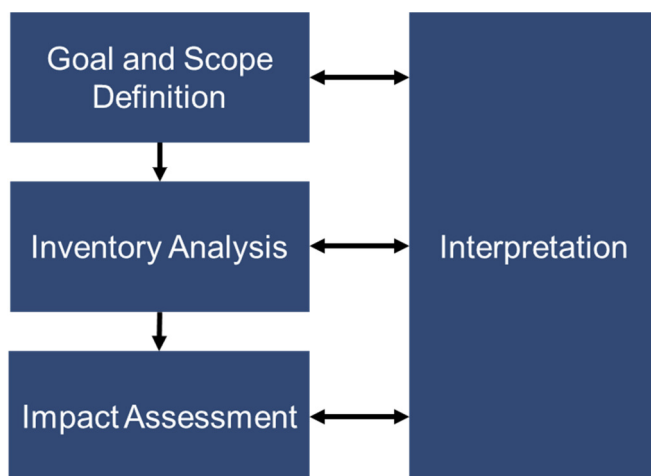 Goal and Scope
Definition
Inventory Analysis
Interpretation
Impact Assessment